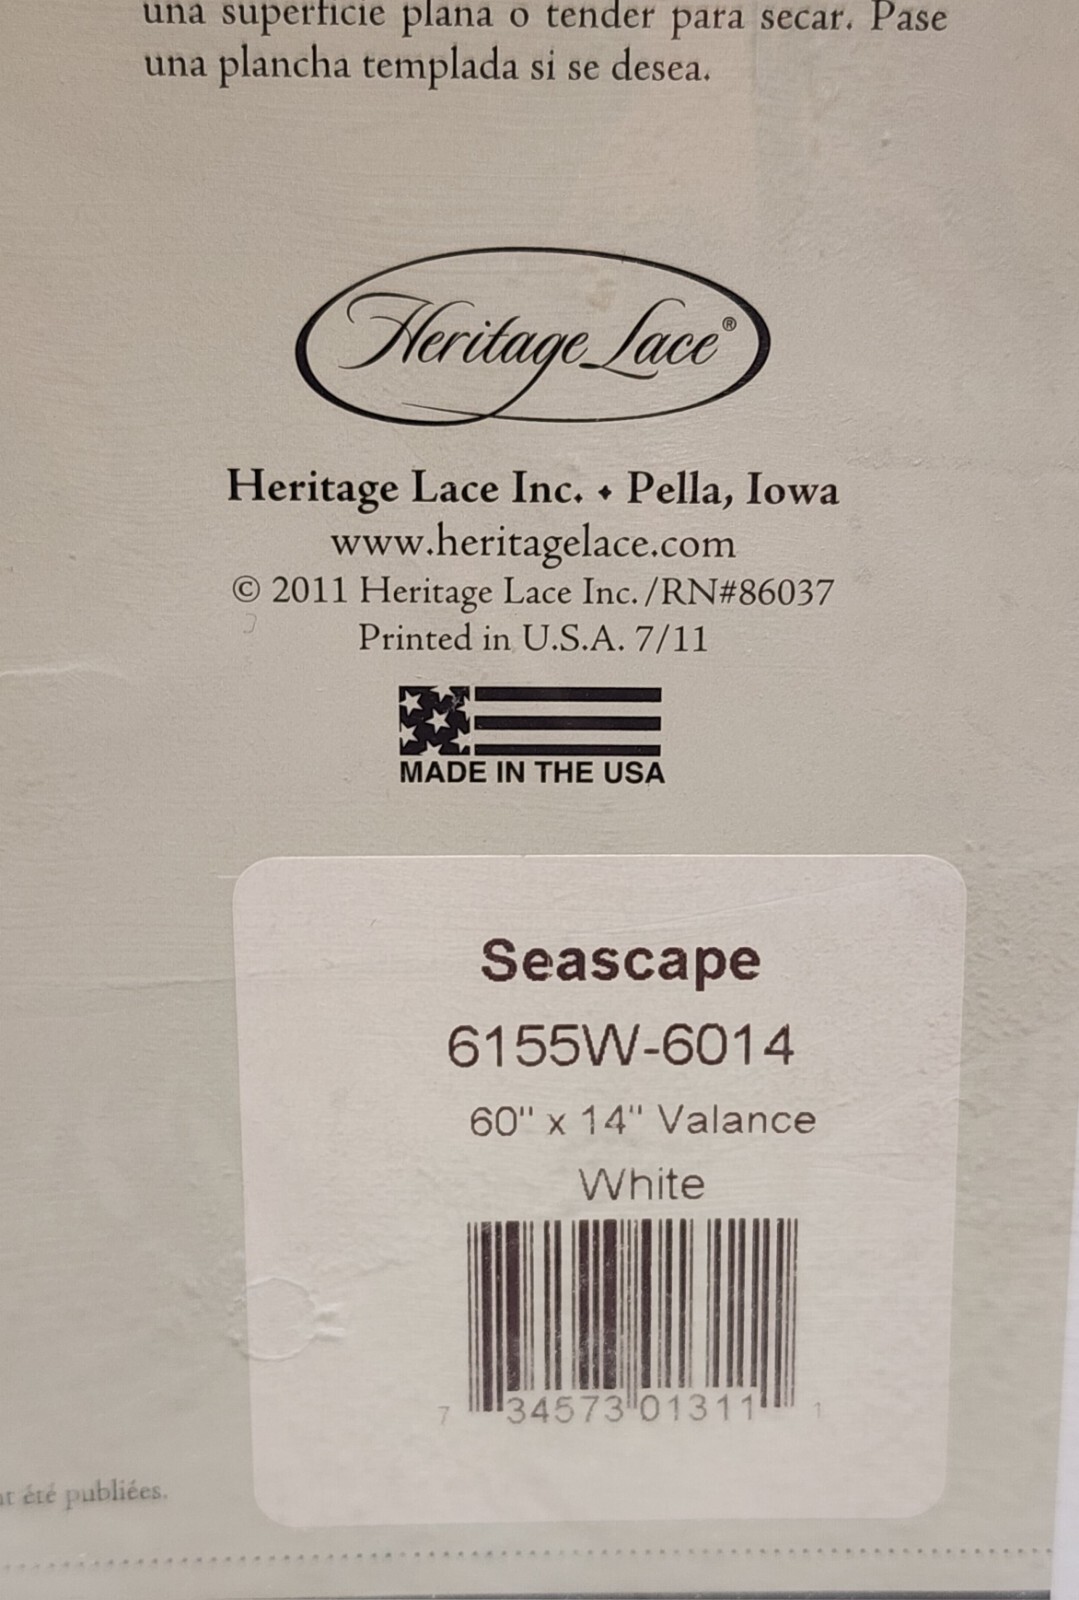 una superficie plana o tender para secar. Pase
una plancha templada si se desea.
Heritage Lace®
Heritage Lace Inc. ♦ Pella, Iowa
www.heritagelace.com
© 2011 Heritage Lace Inc./RN#86037
Printed in U.S.A. 7/11
MADE IN THE USA
Seascape
6155W-6014
60" x 14" Valance
White
7 34573 01311 1
été publiées.